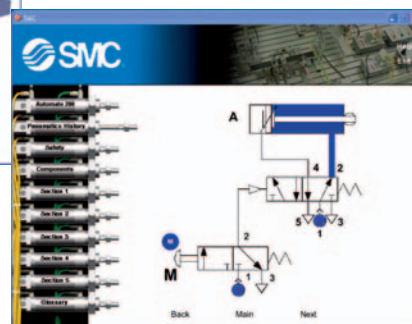 SMC
SMC
Automate 200
Pneumatics History
Safety
Components
Section 1
Section 2
Section 3
Section 4
Section 5
Glossary
A
4 2
5 1 3
2
M
1 3
Back Main Next